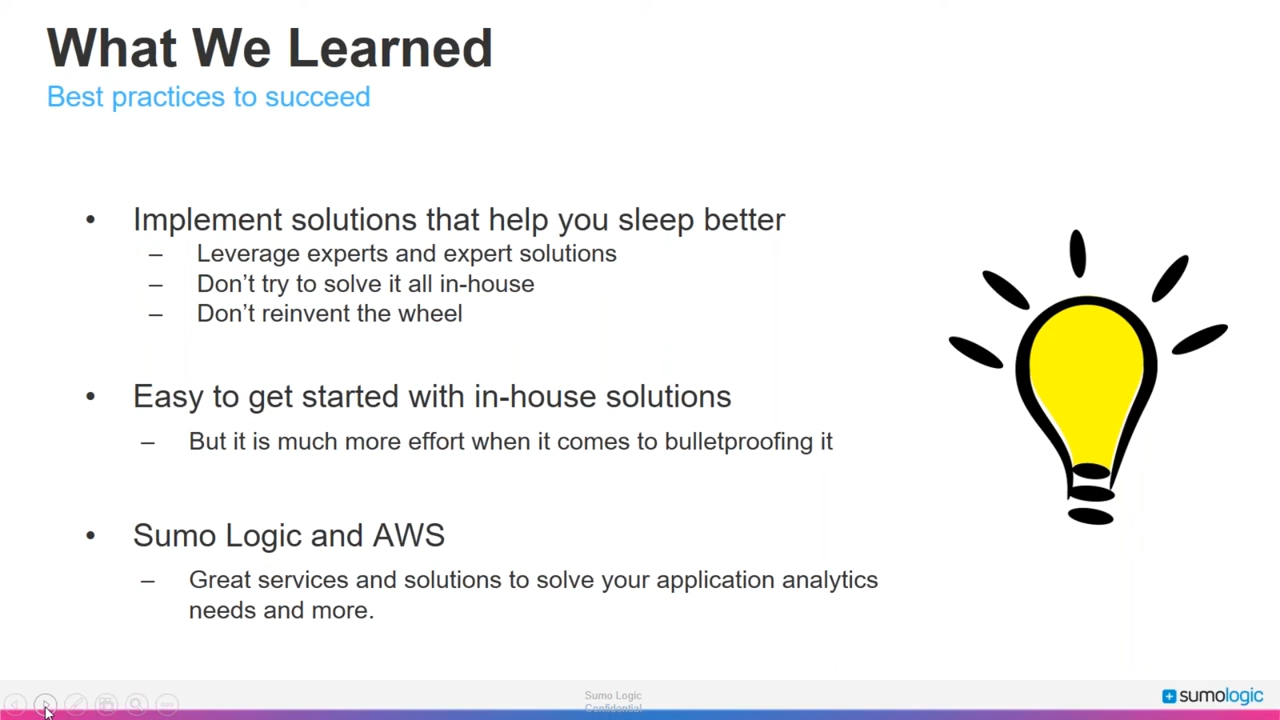 What We Learned
Best practices to succeed
• Implement solutions that help you sleep better
– Leverage experts and expert solutions
– Don’t try to solve it all in-house
– Don’t reinvent the wheel
• Easy to get started with in-house solutions
– But it is much more effort when it comes to bulletproofing it
• Sumo Logic and AWS
– Great services and solutions to solve your application analytics
needs and more.
Sumo Logic
Confidential
sumologic